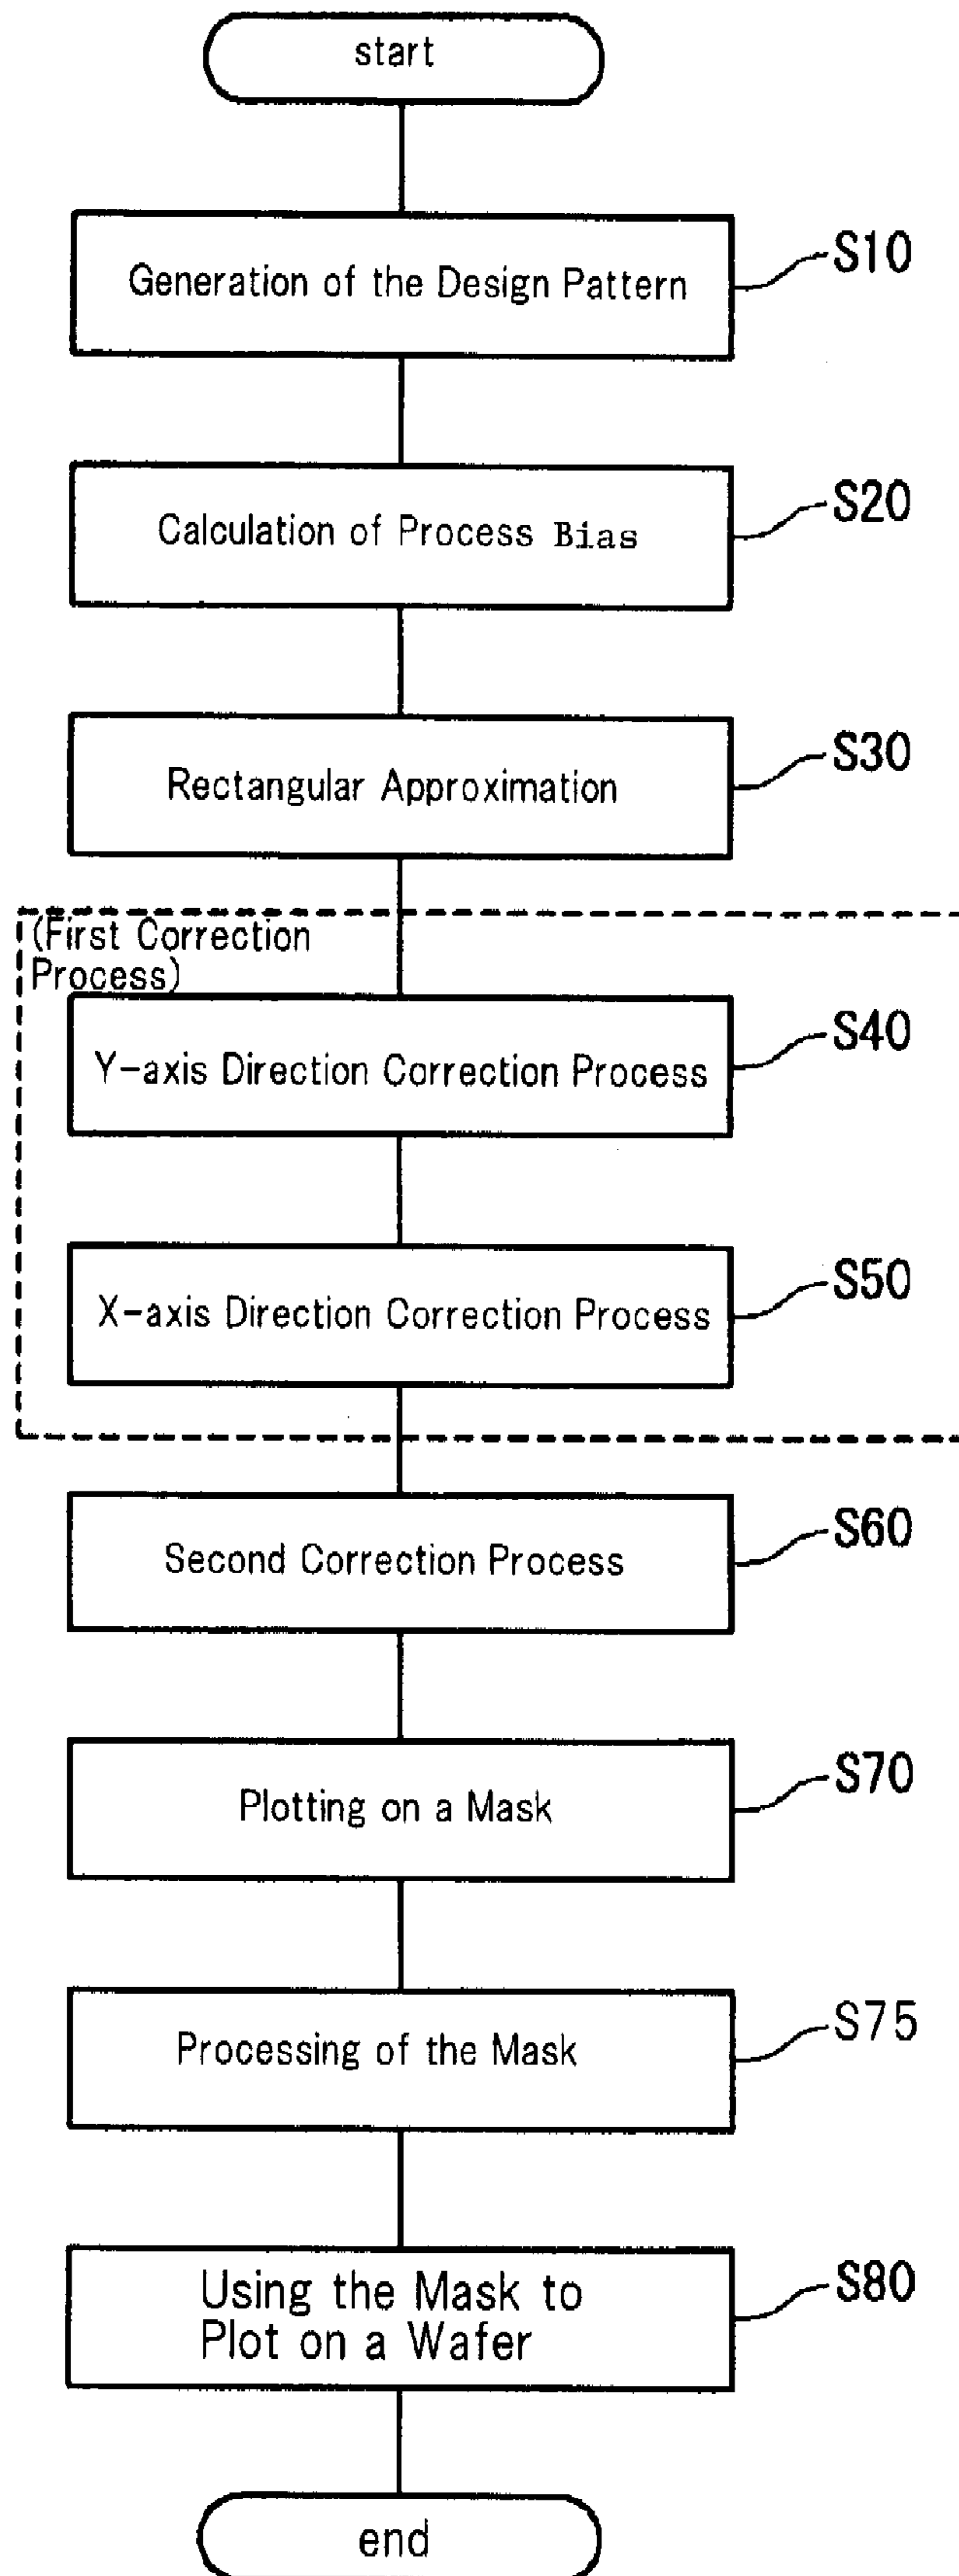 start
Generation of the Design Pattern
S10
Calculation of Process Bias
S20
Rectangular Approximation
S30
(First Correction
Process)
Y-axis Direction Correction Process
S40
X-axis Direction Correction Process
S50
Second Correction Process
S60
Plotting on a Mask
S70
Processing of the Mask
S75
Using the Mask to
Plot on a Wafer
S80
end